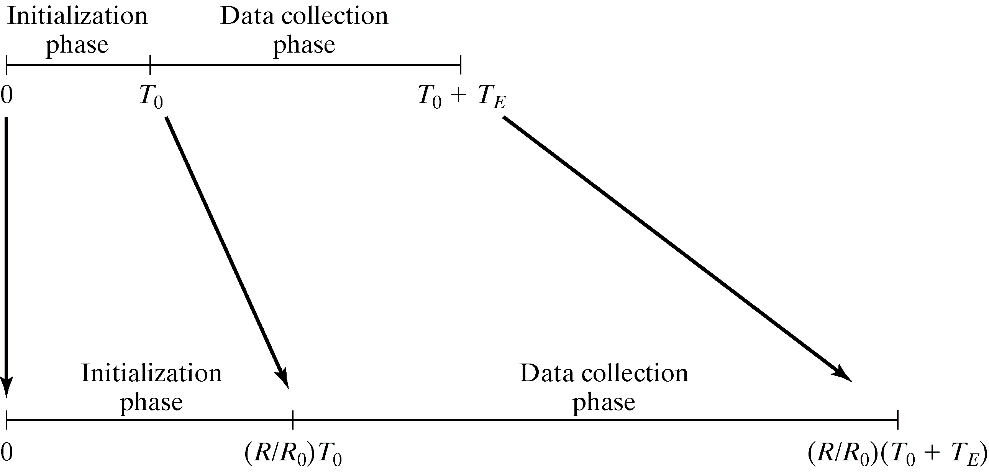 Initialization Data collection
phase phase
0 T₀ T₀ + T_E
Initialization Data collection
phase phase
0 (R/R₀)T₀ (R/R₀)(T₀ + T_E)